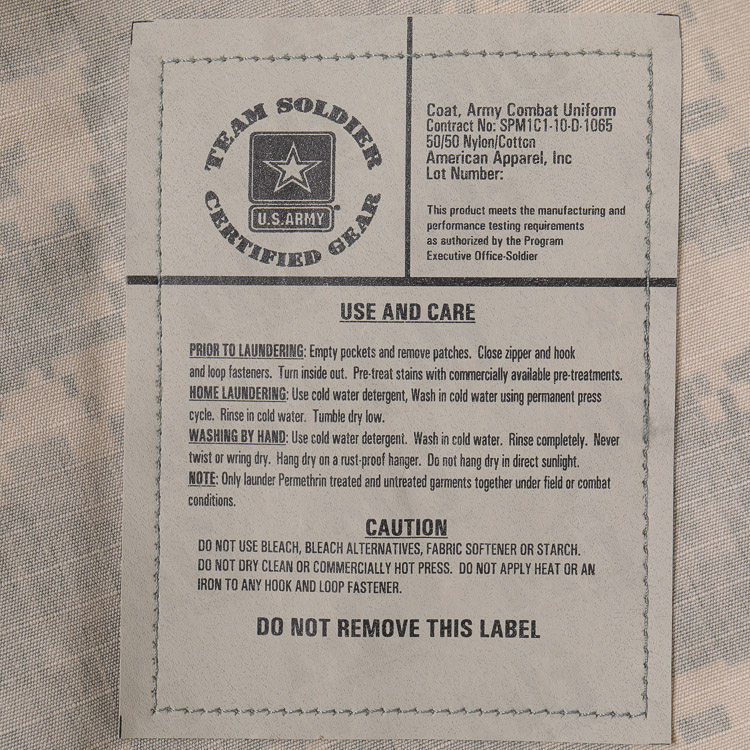 TEAM SOLDIER
U.S.ARMY
CERTIFIED GEAR
Coat, Army Combat Uniform
Contract No: SPM1C1-10-D-1065
50/50 Nylon/Cotton
American Apparel, Inc
Lot Number:
This product meets the manufacturing and
performance testing requirements
as authorized by the Program
Executive Office-Soldier
USE AND CARE
PRIOR TO LAUNDERING: Empty pockets and remove patches. Close zipper and hook
and loop fasteners. Turn inside out. Pre-treat stains with commercially available pre-treatments.
HOME LAUNDERING: Use cold water detergent, Wash in cold water using permanent press
cycle. Rinse in cold water. Tumble dry low.
WASHING BY HAND: Use cold water detergent. Wash in cold water. Rinse completely. Never
twist or wring dry. Hang dry on a rust-proof hanger. Do not hang dry in direct sunlight.
NOTE: Only launder Permethrin treated and untreated garments together under field or combat
conditions.
CAUTION
DO NOT USE BLEACH, BLEACH ALTERNATIVES, FABRIC SOFTENER OR STARCH.
DO NOT DRY CLEAN OR COMMERCIALLY HOT PRESS. DO NOT APPLY HEAT OR AN
IRON TO ANY HOOK AND LOOP FASTENER.
DO NOT REMOVE THIS LABEL